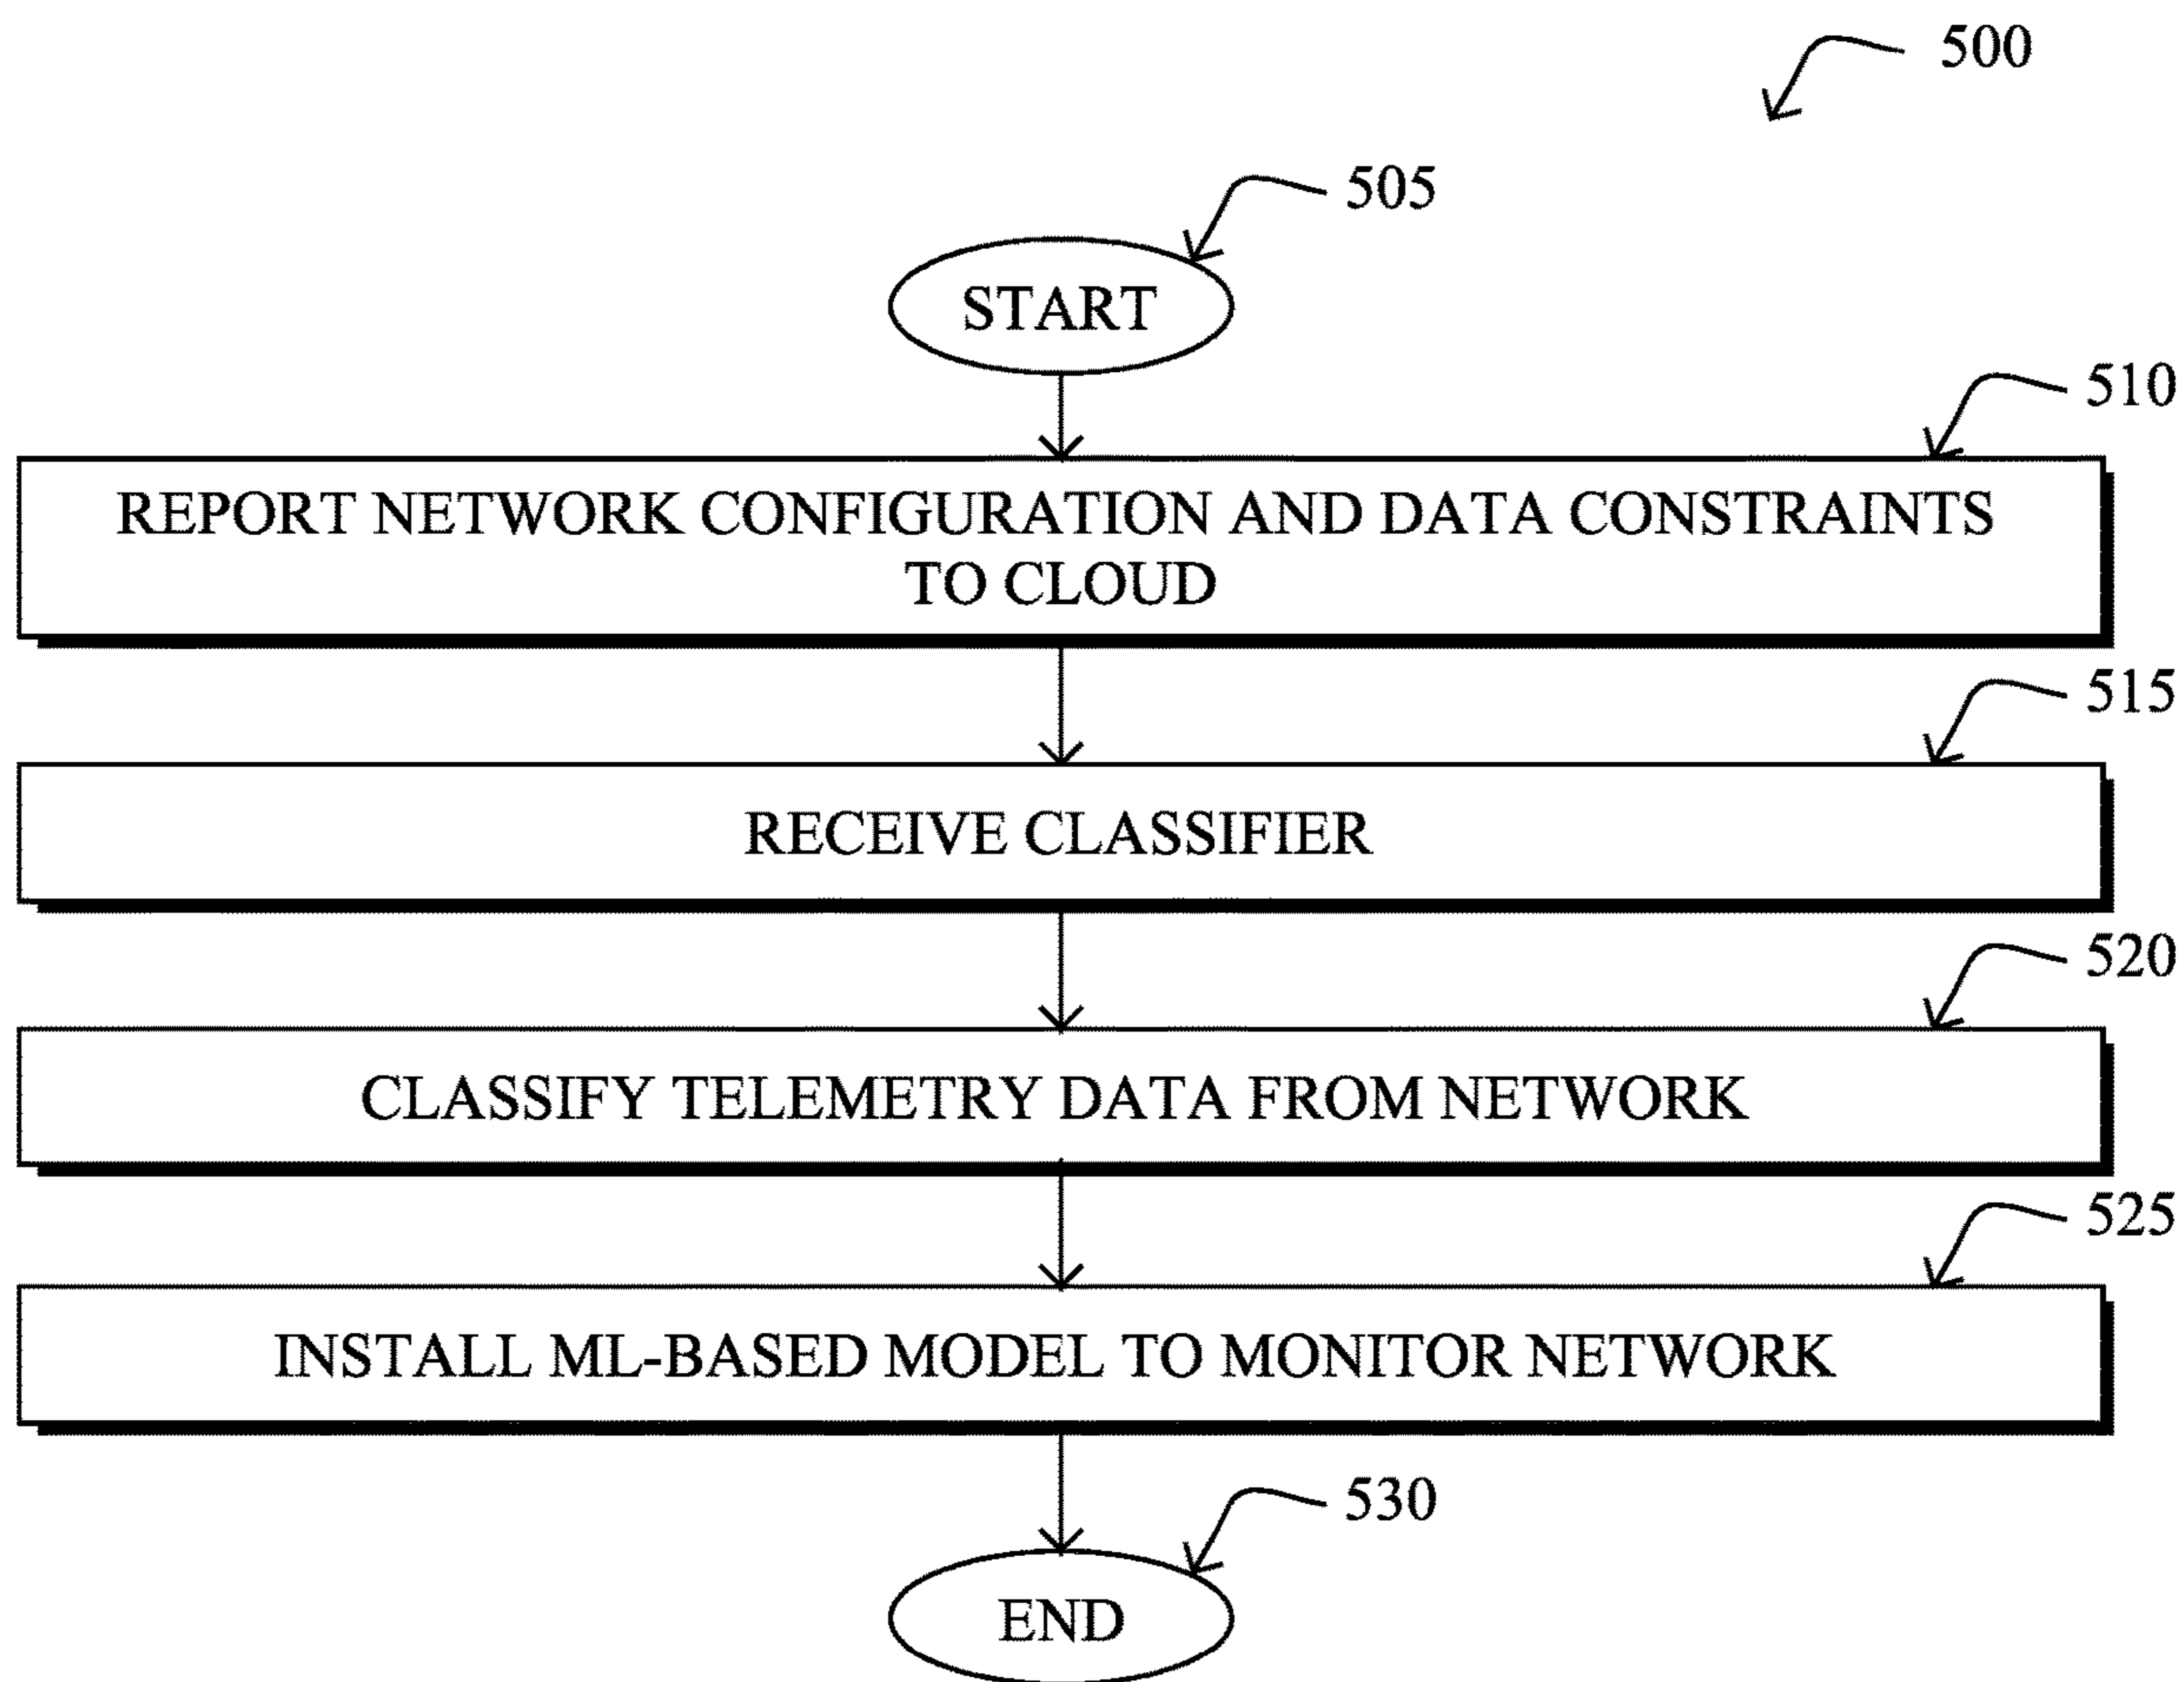 500
505
START
510
REPORT NETWORK CONFIGURATION AND DATA CONSTRAINTS
TO CLOUD
515
RECEIVE CLASSIFIER
520
CLASSIFY TELEMETRY DATA FROM NETWORK
525
INSTALL ML-BASED MODEL TO MONITOR NETWORK
530
END